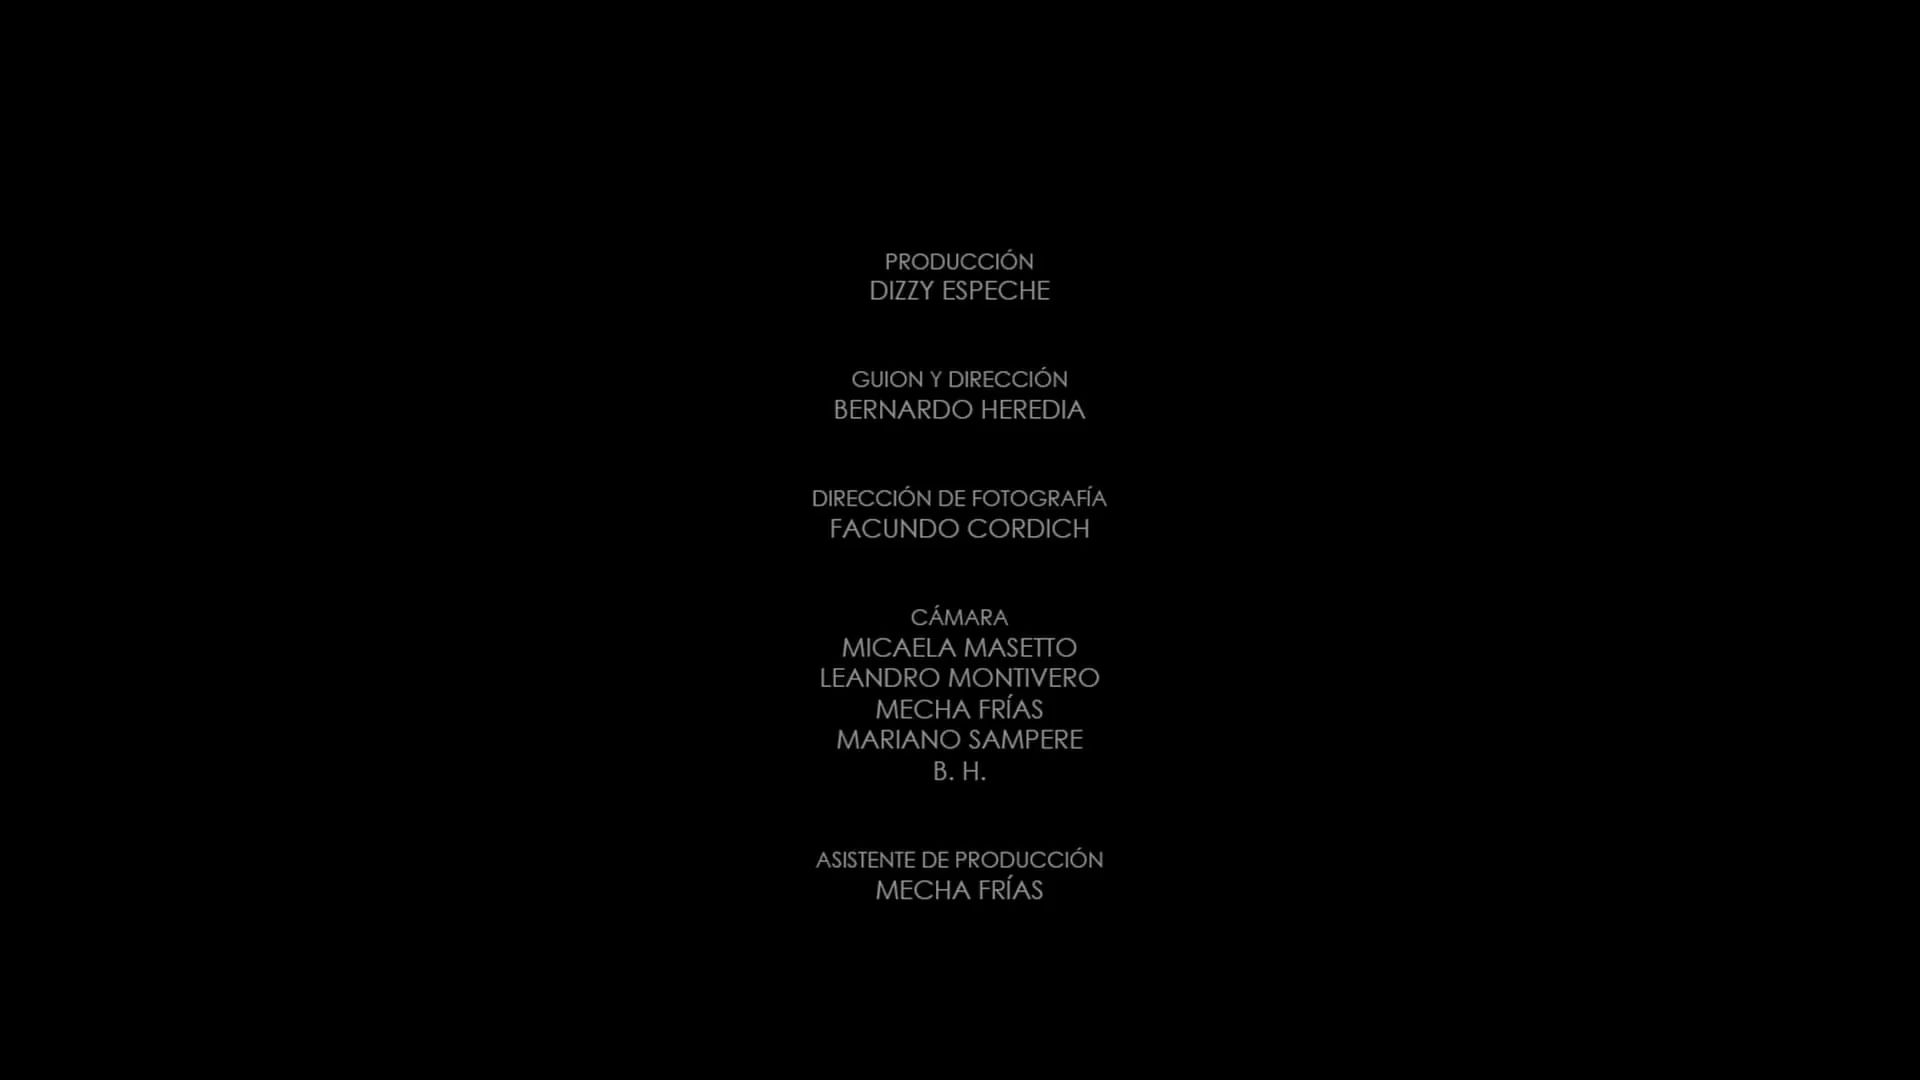 PRODUCCIÓN
DIZZY ESPECHE
GUION Y DIRECCIÓN
BERNARDO HEREDIA
DIRECCIÓN DE FOTOGRAFÍA
FACUNDO CORDICH
CÁMARA
MICAELA MASETTO
LEANDRO MONTIVERO
MECHA FRÍAS
MARIANO SAMPERE
B. H.
ASISTENTE DE PRODUCCIÓN
MECHA FRÍAS